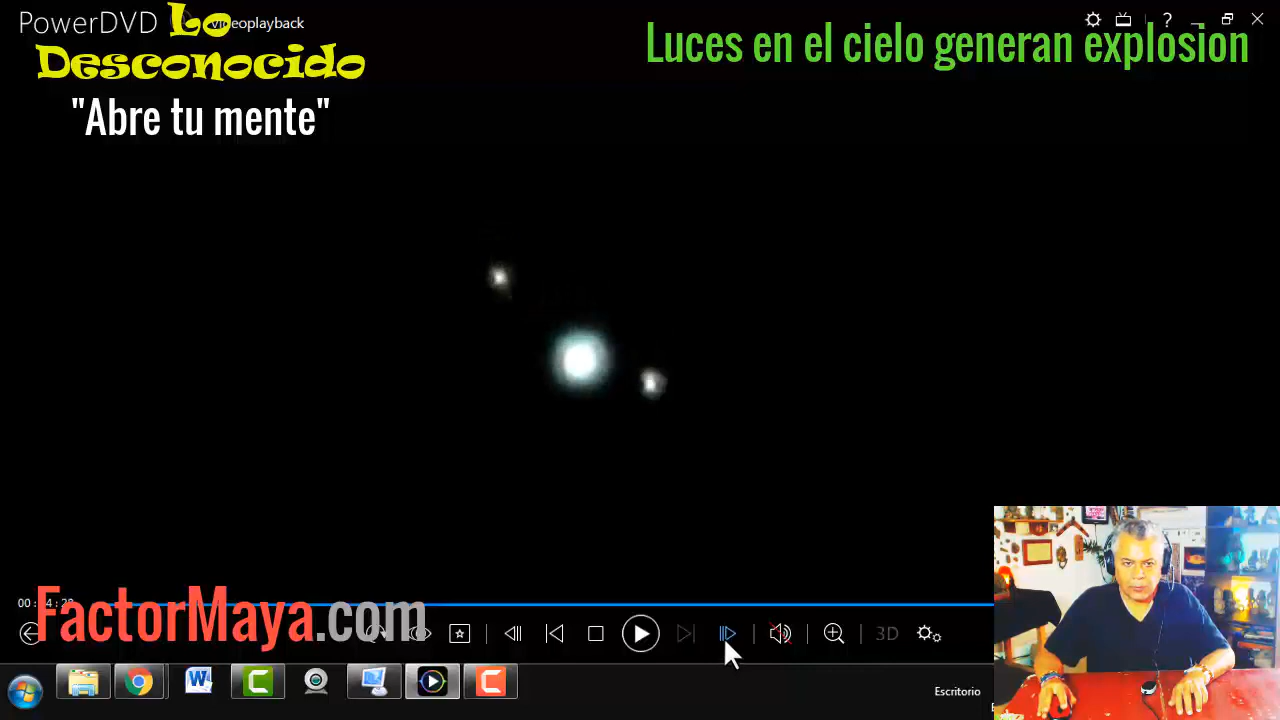 PowerDVD
Videoplayback
Lo
Desconocido
"Abre tu mente"
Luces en el cielo generan explosion
FactorMaya.com
3D
Escritorio